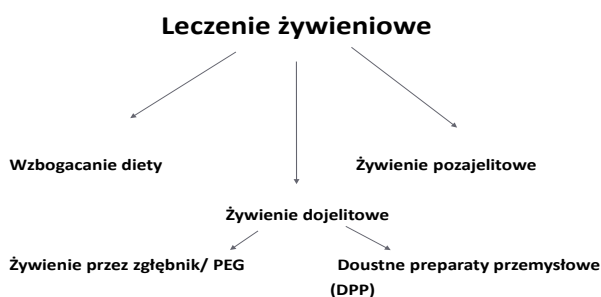 Leczenie żywieniowe
Wzbogacanie diety
Żywienie pozajelitowe
Żywienie dojelitowe
Żywienie przez zgłębnik/ PEG
Doustne preparaty przemysłowe
(DPP)